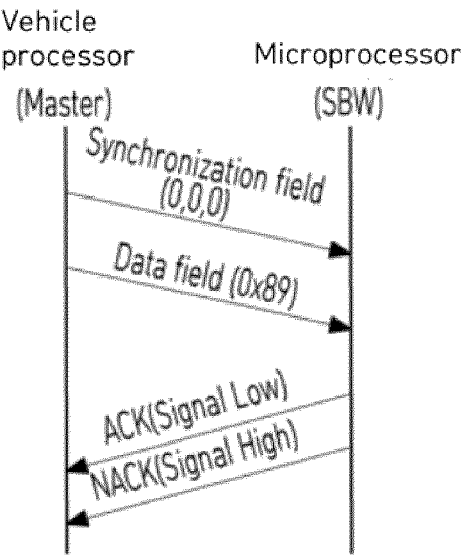 Vehicle
processor
(Master)
Microprocessor
(SBW)
Synchronization field
(0,0,0)
Data field (0x89)
ACK(Signal Low)
NACK(Signal High)